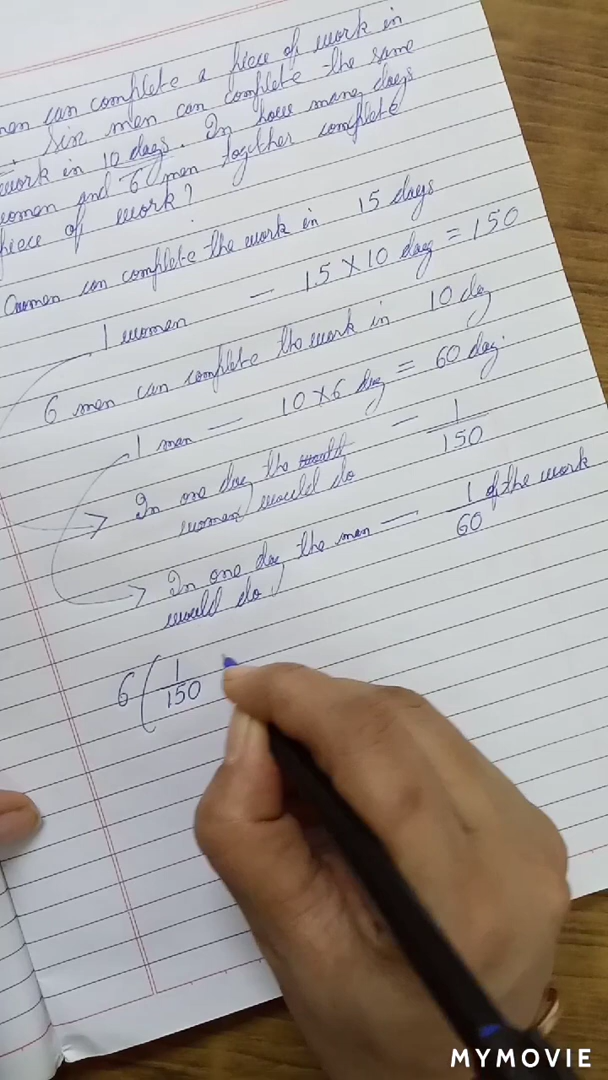 men can complete a piece of work in
Six men can complete the same
work in 10 days. In how many days
women and 6 men together complete
piece of work?
women can complete the work in 15 days
1 women — 15 × 10 day = 150
6 men can complete the work in 10 day
1 men — 10 × 6 day = 60 day.
In one day the women would do — 1/150
In one day the men would do — 1/60 of the work
6 ( 1/150
MYMOVIE